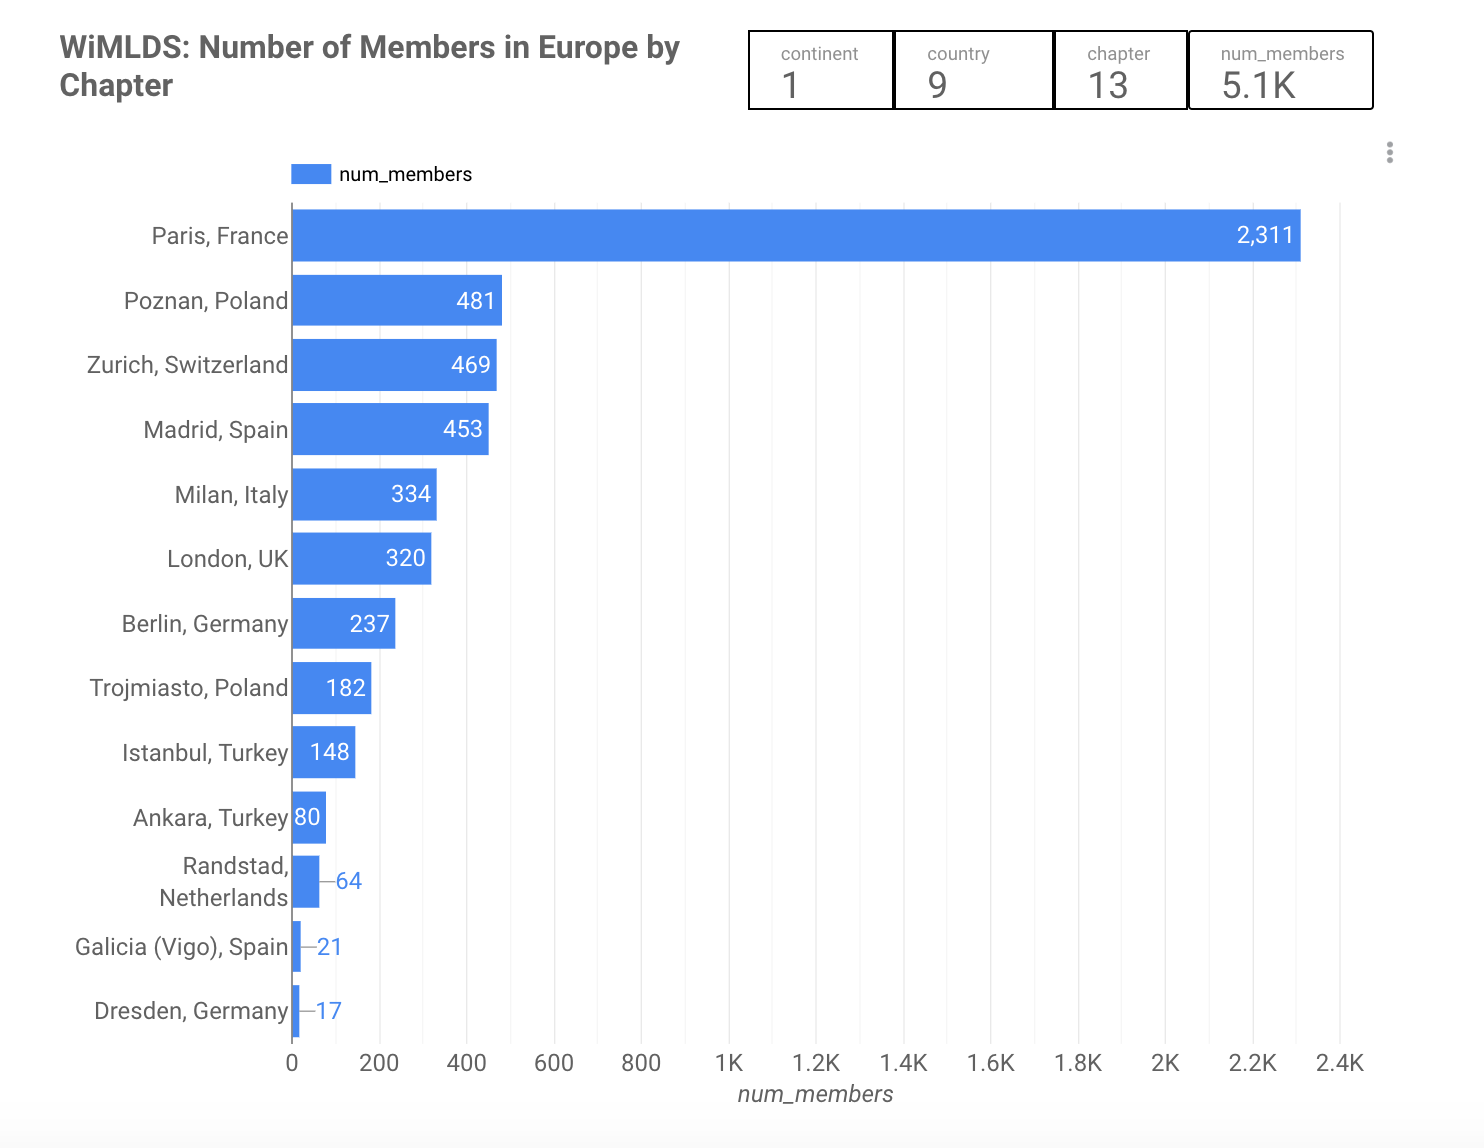 WiMLDS: Number of Members in Europe by
Chapter
continent
1
country
9
chapter
13
num_members
5.1K
num_members
Paris, France 2,311
Poznan, Poland 481
Zurich, Switzerland 469
Madrid, Spain 453
Milan, Italy 334
London, UK 320
Berlin, Germany 237
Trojmiasto, Poland 182
Istanbul, Turkey 148
Ankara, Turkey 80
Randstad,
Netherlands 64
Galicia (Vigo), Spain 21
Dresden, Germany 17
0 200 400 600 800 1K 1.2K 1.4K 1.6K 1.8K 2K 2.2K 2.4K
num_members